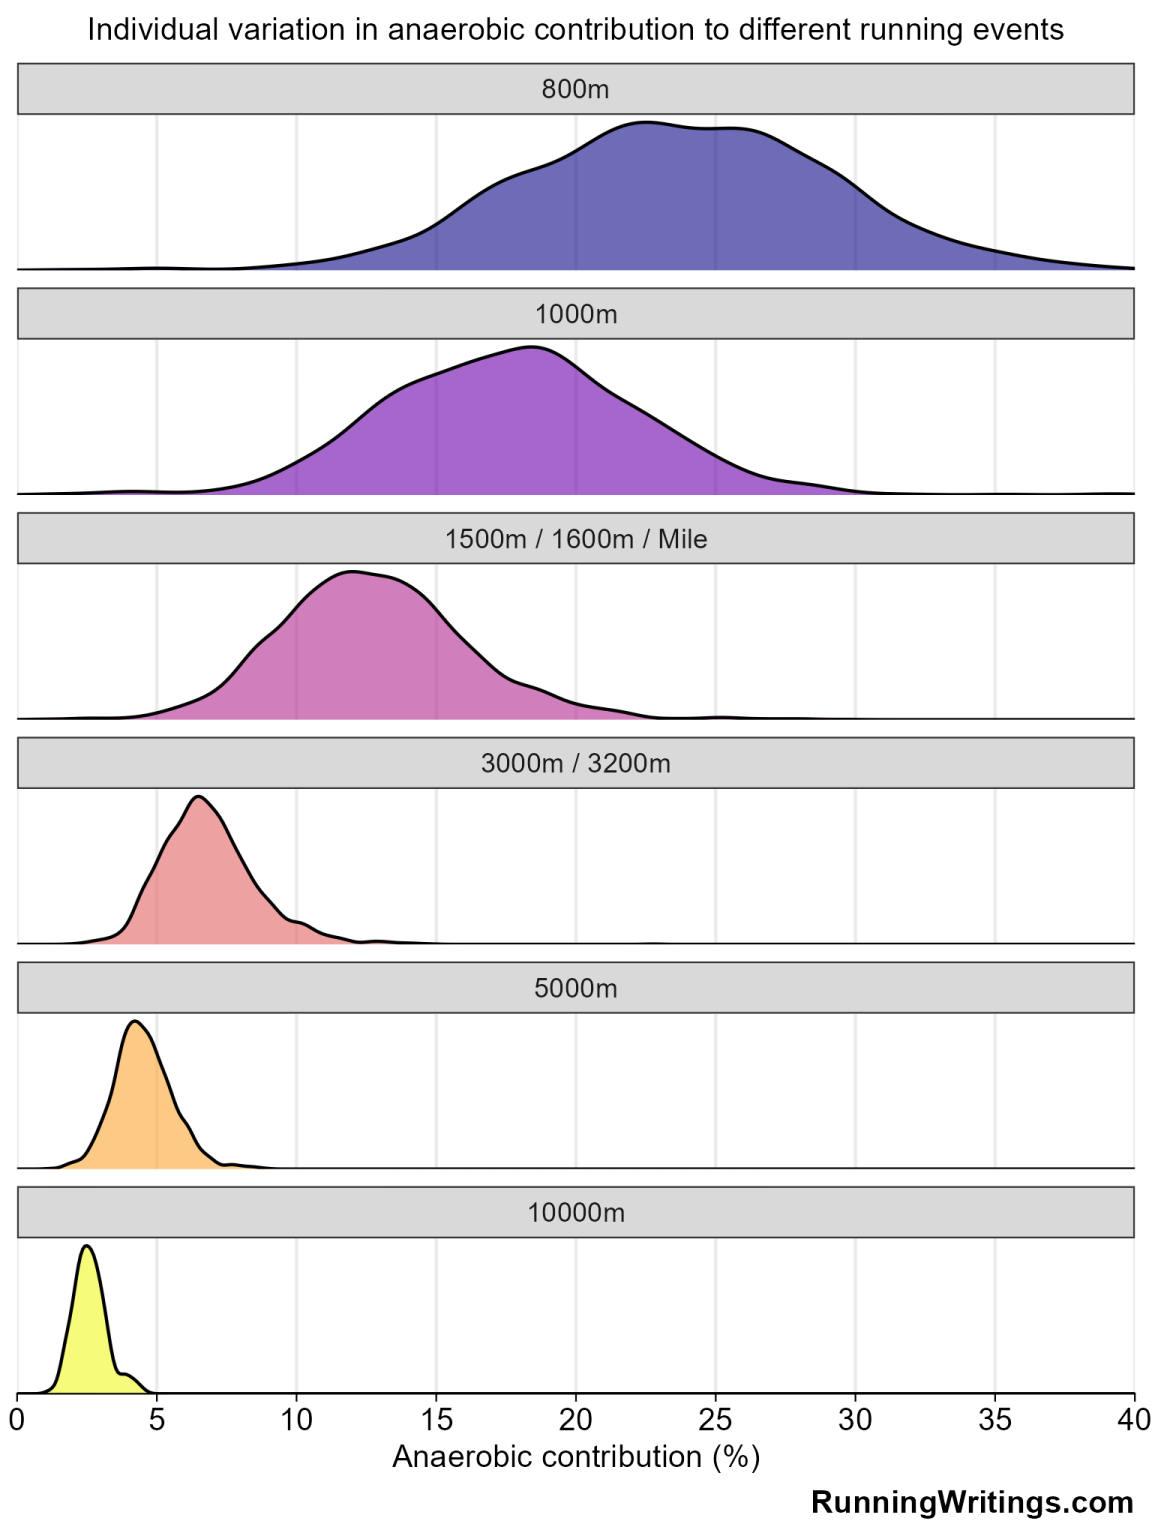 Individual variation in anaerobic contribution to different running events
800m
1000m
1500m / 1600m / Mile
3000m / 3200m
5000m
10000m
0 5 10 15 20 25 30 35 40
Anaerobic contribution (%)
RunningWritings.com